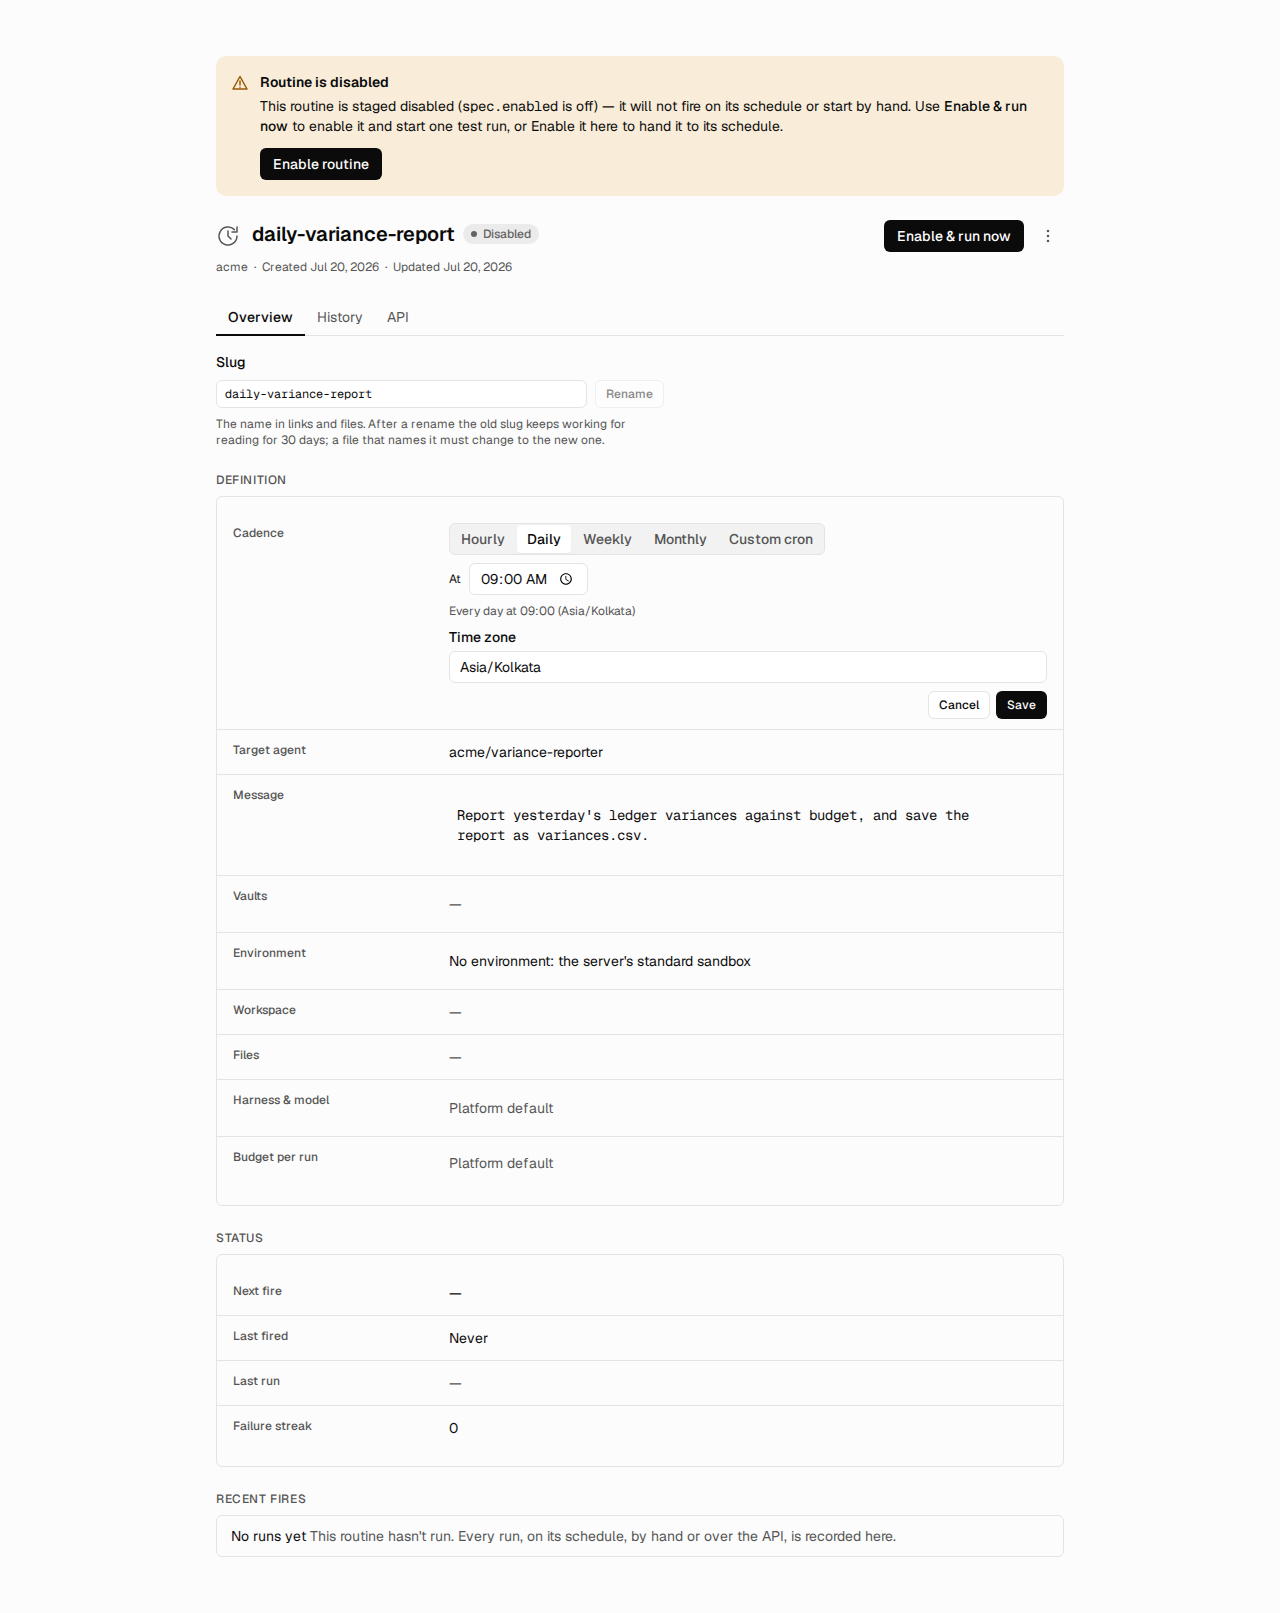 Routine is disabled
This routine is staged disabled (spec.enabled is off) — it will not fire on its schedule or start by hand. Use Enable & run
now to enable it and start one test run, or Enable it here to hand it to its schedule.
Enable routine
daily-variance-report
Disabled
Enable & run now
acme · Created Jul 20, 2026 · Updated Jul 20, 2026
Overview
History
API
Slug
daily-variance-report
Rename
The name in links and files. After a rename the old slug keeps working for
reading for 30 days; a file that names it must change to the new one.
DEFINITION
Cadence
Hourly
Daily
Weekly
Monthly
Custom cron
At 09:00 AM
Every day at 09:00 (Asia/Kolkata)
Time zone
Asia/Kolkata
Cancel
Save
Target agent
acme/variance-reporter
Message
Report yesterday's ledger variances against budget, and save the
report as variances.csv.
Vaults
—
Environment
No environment: the server's standard sandbox
Workspace
—
Files
—
Harness & model
Platform default
Budget per run
Platform default
STATUS
Next fire
—
Last fired
Never
Last run
—
Failure streak
0
RECENT FIRES
No runs yet This routine hasn't run. Every run, on its schedule, by hand or over the API, is recorded here.